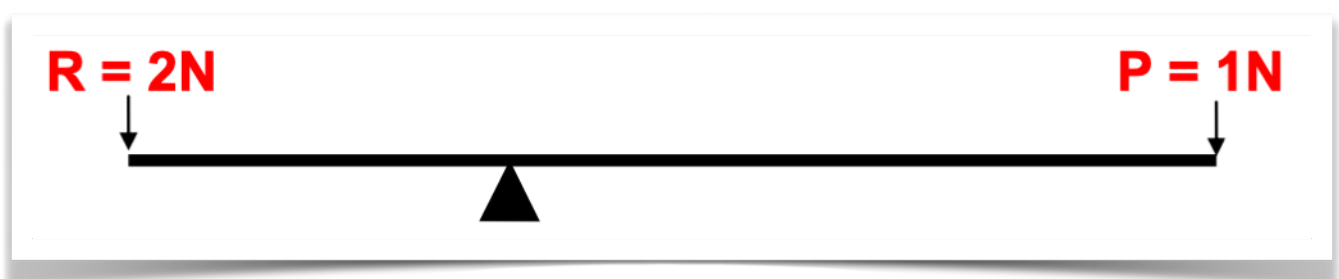 R = 2N
P = 1N